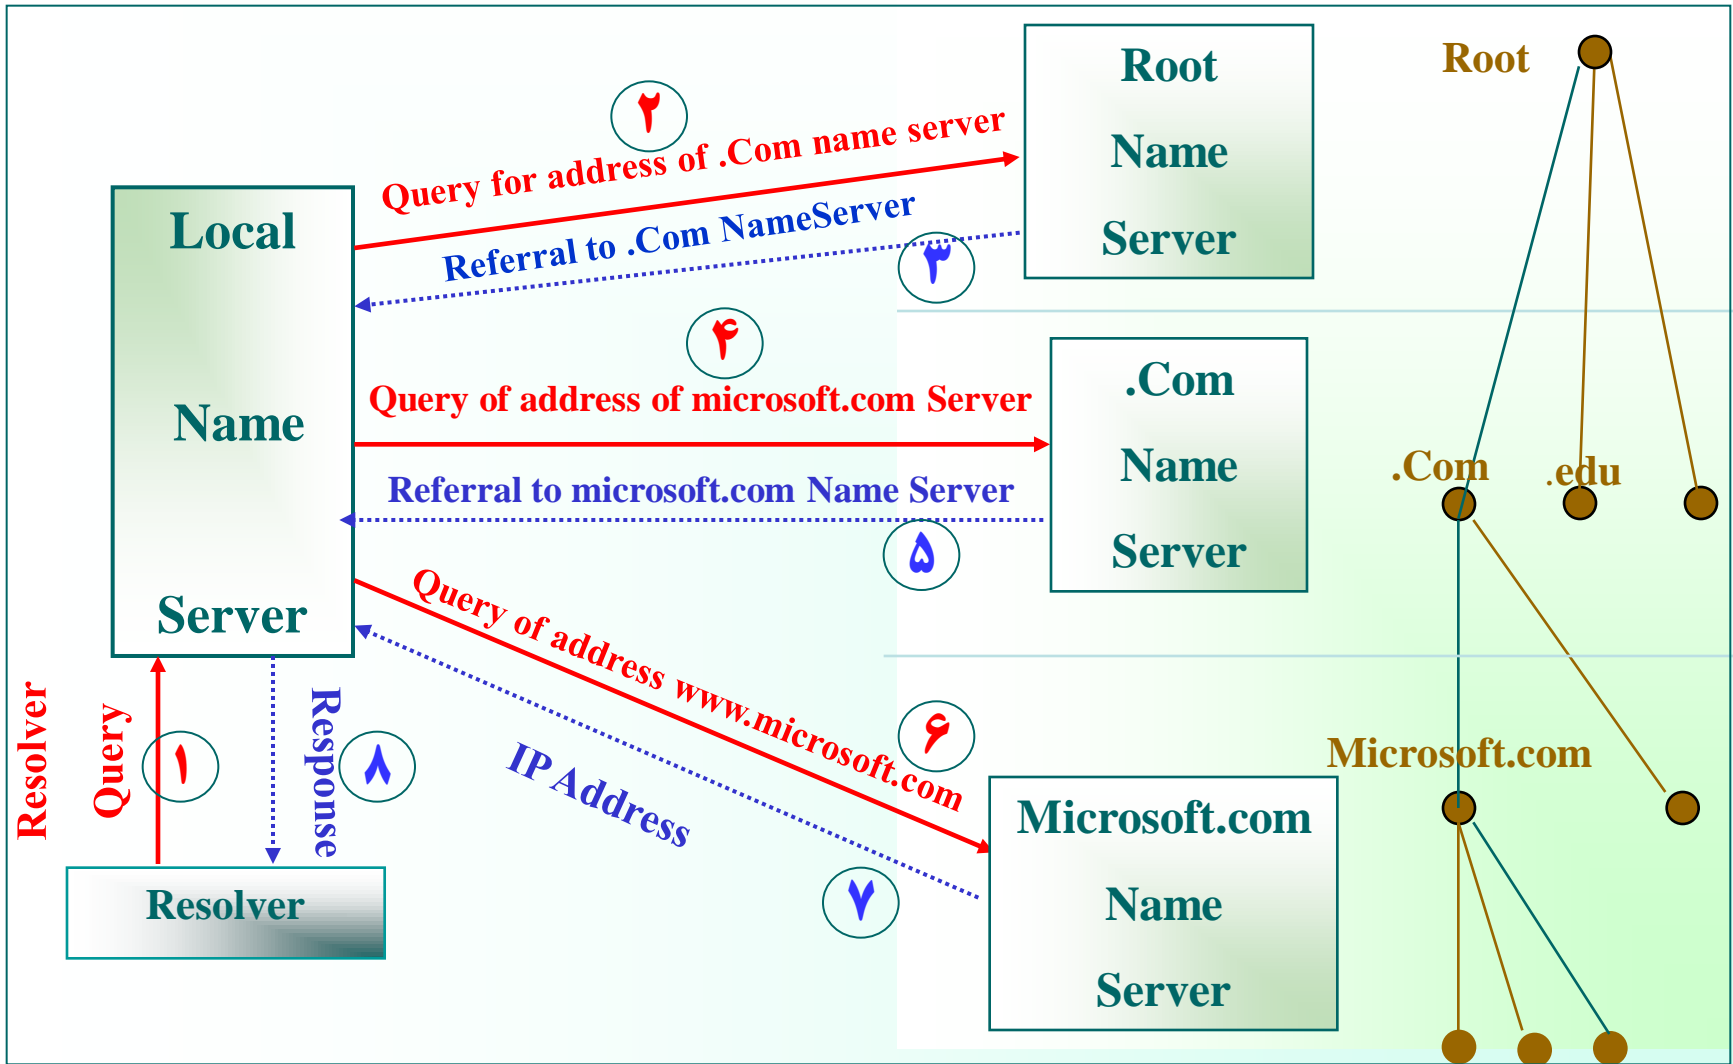 Root
Name
Server
Root
۲
Query for address of .Com name server
Referral to .Com NameServer
۳
Local
Name
Server
۴
Query of address of microsoft.com Server
Referral to microsoft.com Name Server
۵
.Com
Name
Server
.Com
.edu
Query of address www.microsoft.com
۶
IP Address
۷
Microsoft.com
Microsoft.com
Name
Server
Resolver
Query
۱
Response
۸
Resolver